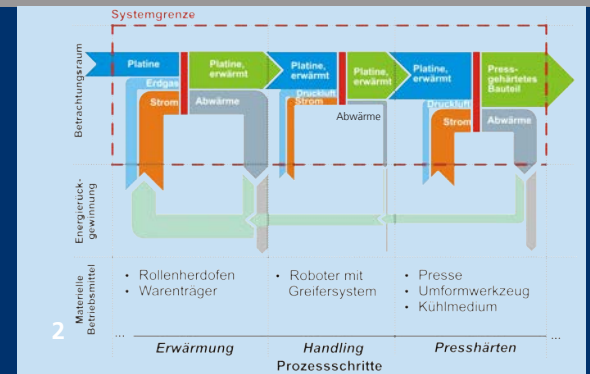 Systemgrenze
Betrachtungsraum
Platine
Platine,
erwärmt
Platine,
erwärmt
Platine,
erwärmt
Platine,
erwärmt
Press-
gehärtetes
Bauteil
Erdgas
Strom
Abwärme
Druckluft
Strom
Abwärme
Druckluft
Strom
Abwärme
Energierück-
gewinnung
Materielle
Betriebsmittel
• Rollenherdofen
• Warenträger
• Roboter mit
Greifersystem
• Presse
• Umformwerkzeug
• Kühlmedium
2
...
...
Erwärmung
Handling
Presshärten
Prozessschritte